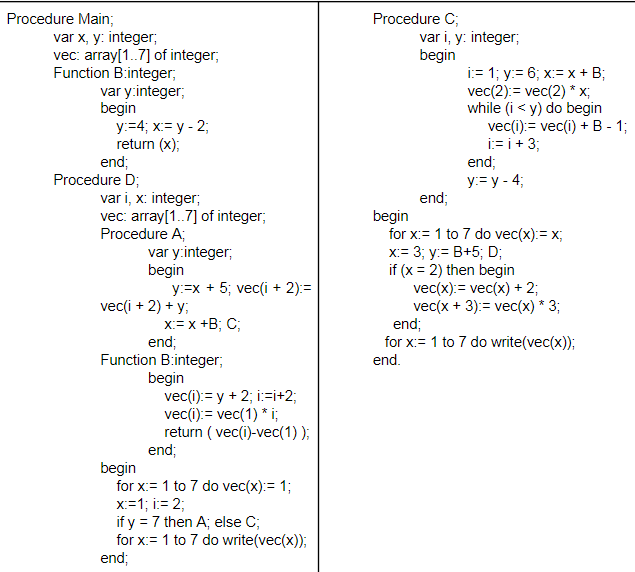 Procedure Main;
var x, y: integer;
vec: array[1..7] of integer;
Function B:integer;
var y:integer;
begin
y:=4; x:= y - 2;
return (x);
end;
Procedure D;
var i, x: integer;
vec: array[1..7] of integer;
Procedure A;
var y:integer;
begin
y:=x + 5; vec(i + 2):=
vec(i + 2) + y;
x:= x +B; C;
end;
Function B:integer;
begin
vec(i):= y + 2; i:=i+2;
vec(i):= vec(1) * i;
return ( vec(i)-vec(1) );
end;
begin
for x:= 1 to 7 do vec(x):= 1;
x:=1; i:= 2;
if y = 7 then A; else C;
for x:= 1 to 7 do write(vec(x));
end;
Procedure C;
var i, y: integer;
begin
i:= 1; y:= 6; x:= x + B;
vec(2):= vec(2) * x;
while (i < y) do begin
vec(i):= vec(i) + B - 1;
i:= i + 3;
end;
y:= y - 4;
end;
begin
for x:= 1 to 7 do vec(x):= x;
x:= 3; y:= B+5; D;
if (x = 2) then begin
vec(x):= vec(x) + 2;
vec(x + 3):= vec(x) * 3;
end;
for x:= 1 to 7 do write(vec(x));
end.